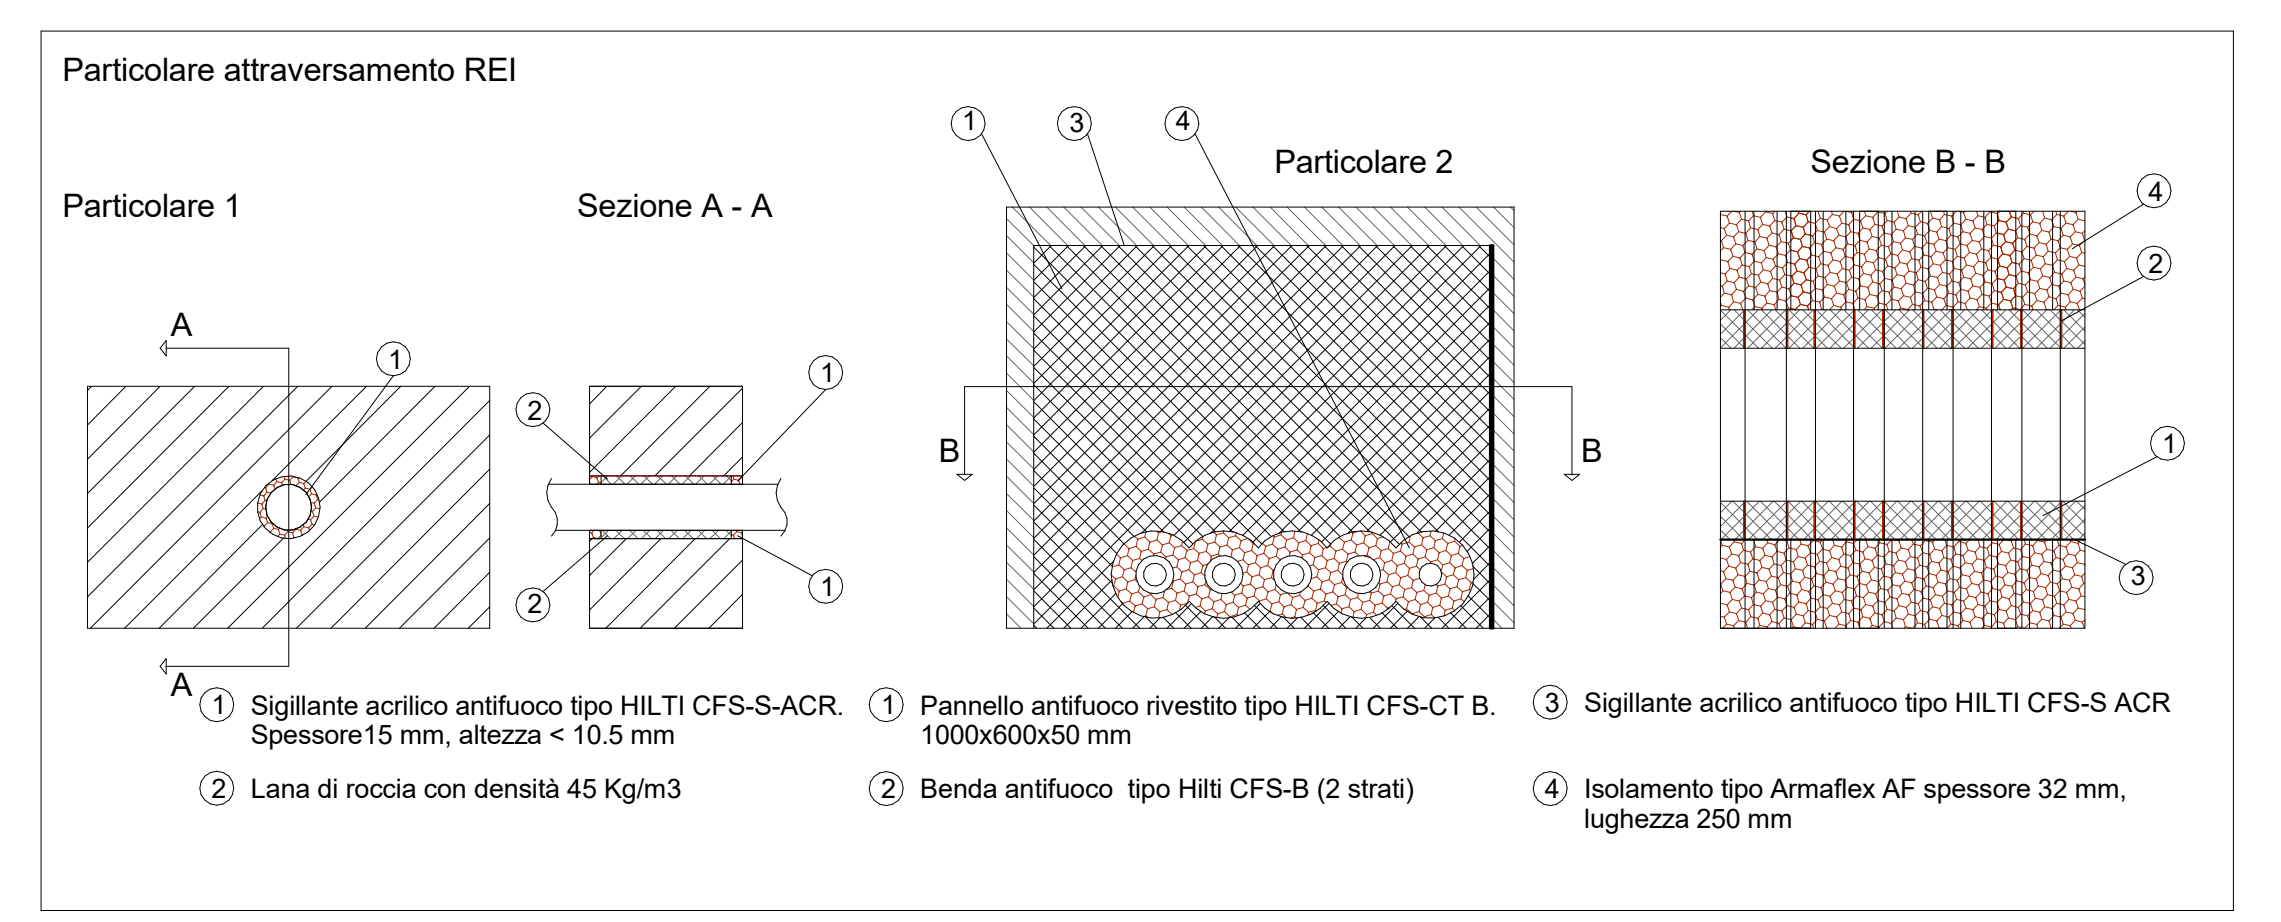 Particolare attraversamento REI
1
3
4
Particolare 2
Sezione B - B
4
Particolare 1
Sezione A - A
2
A
1
1
2
B
B
1
2
1
3
A
1 Sigillante acrilico antifuoco tipo HILTI CFS-S-ACR.
Spessore15 mm, altezza < 10.5 mm
2 Lana di roccia con densità 45 Kg/m3
1 Pannello antifuoco rivestito tipo HILTI CFS-CT B.
1000x600x50 mm
2 Benda antifuoco  tipo Hilti CFS-B (2 strati)
3 Sigillante acrilico antifuoco tipo HILTI CFS-S ACR
4 Isolamento tipo Armaflex AF spessore 32 mm,
lughezza 250 mm